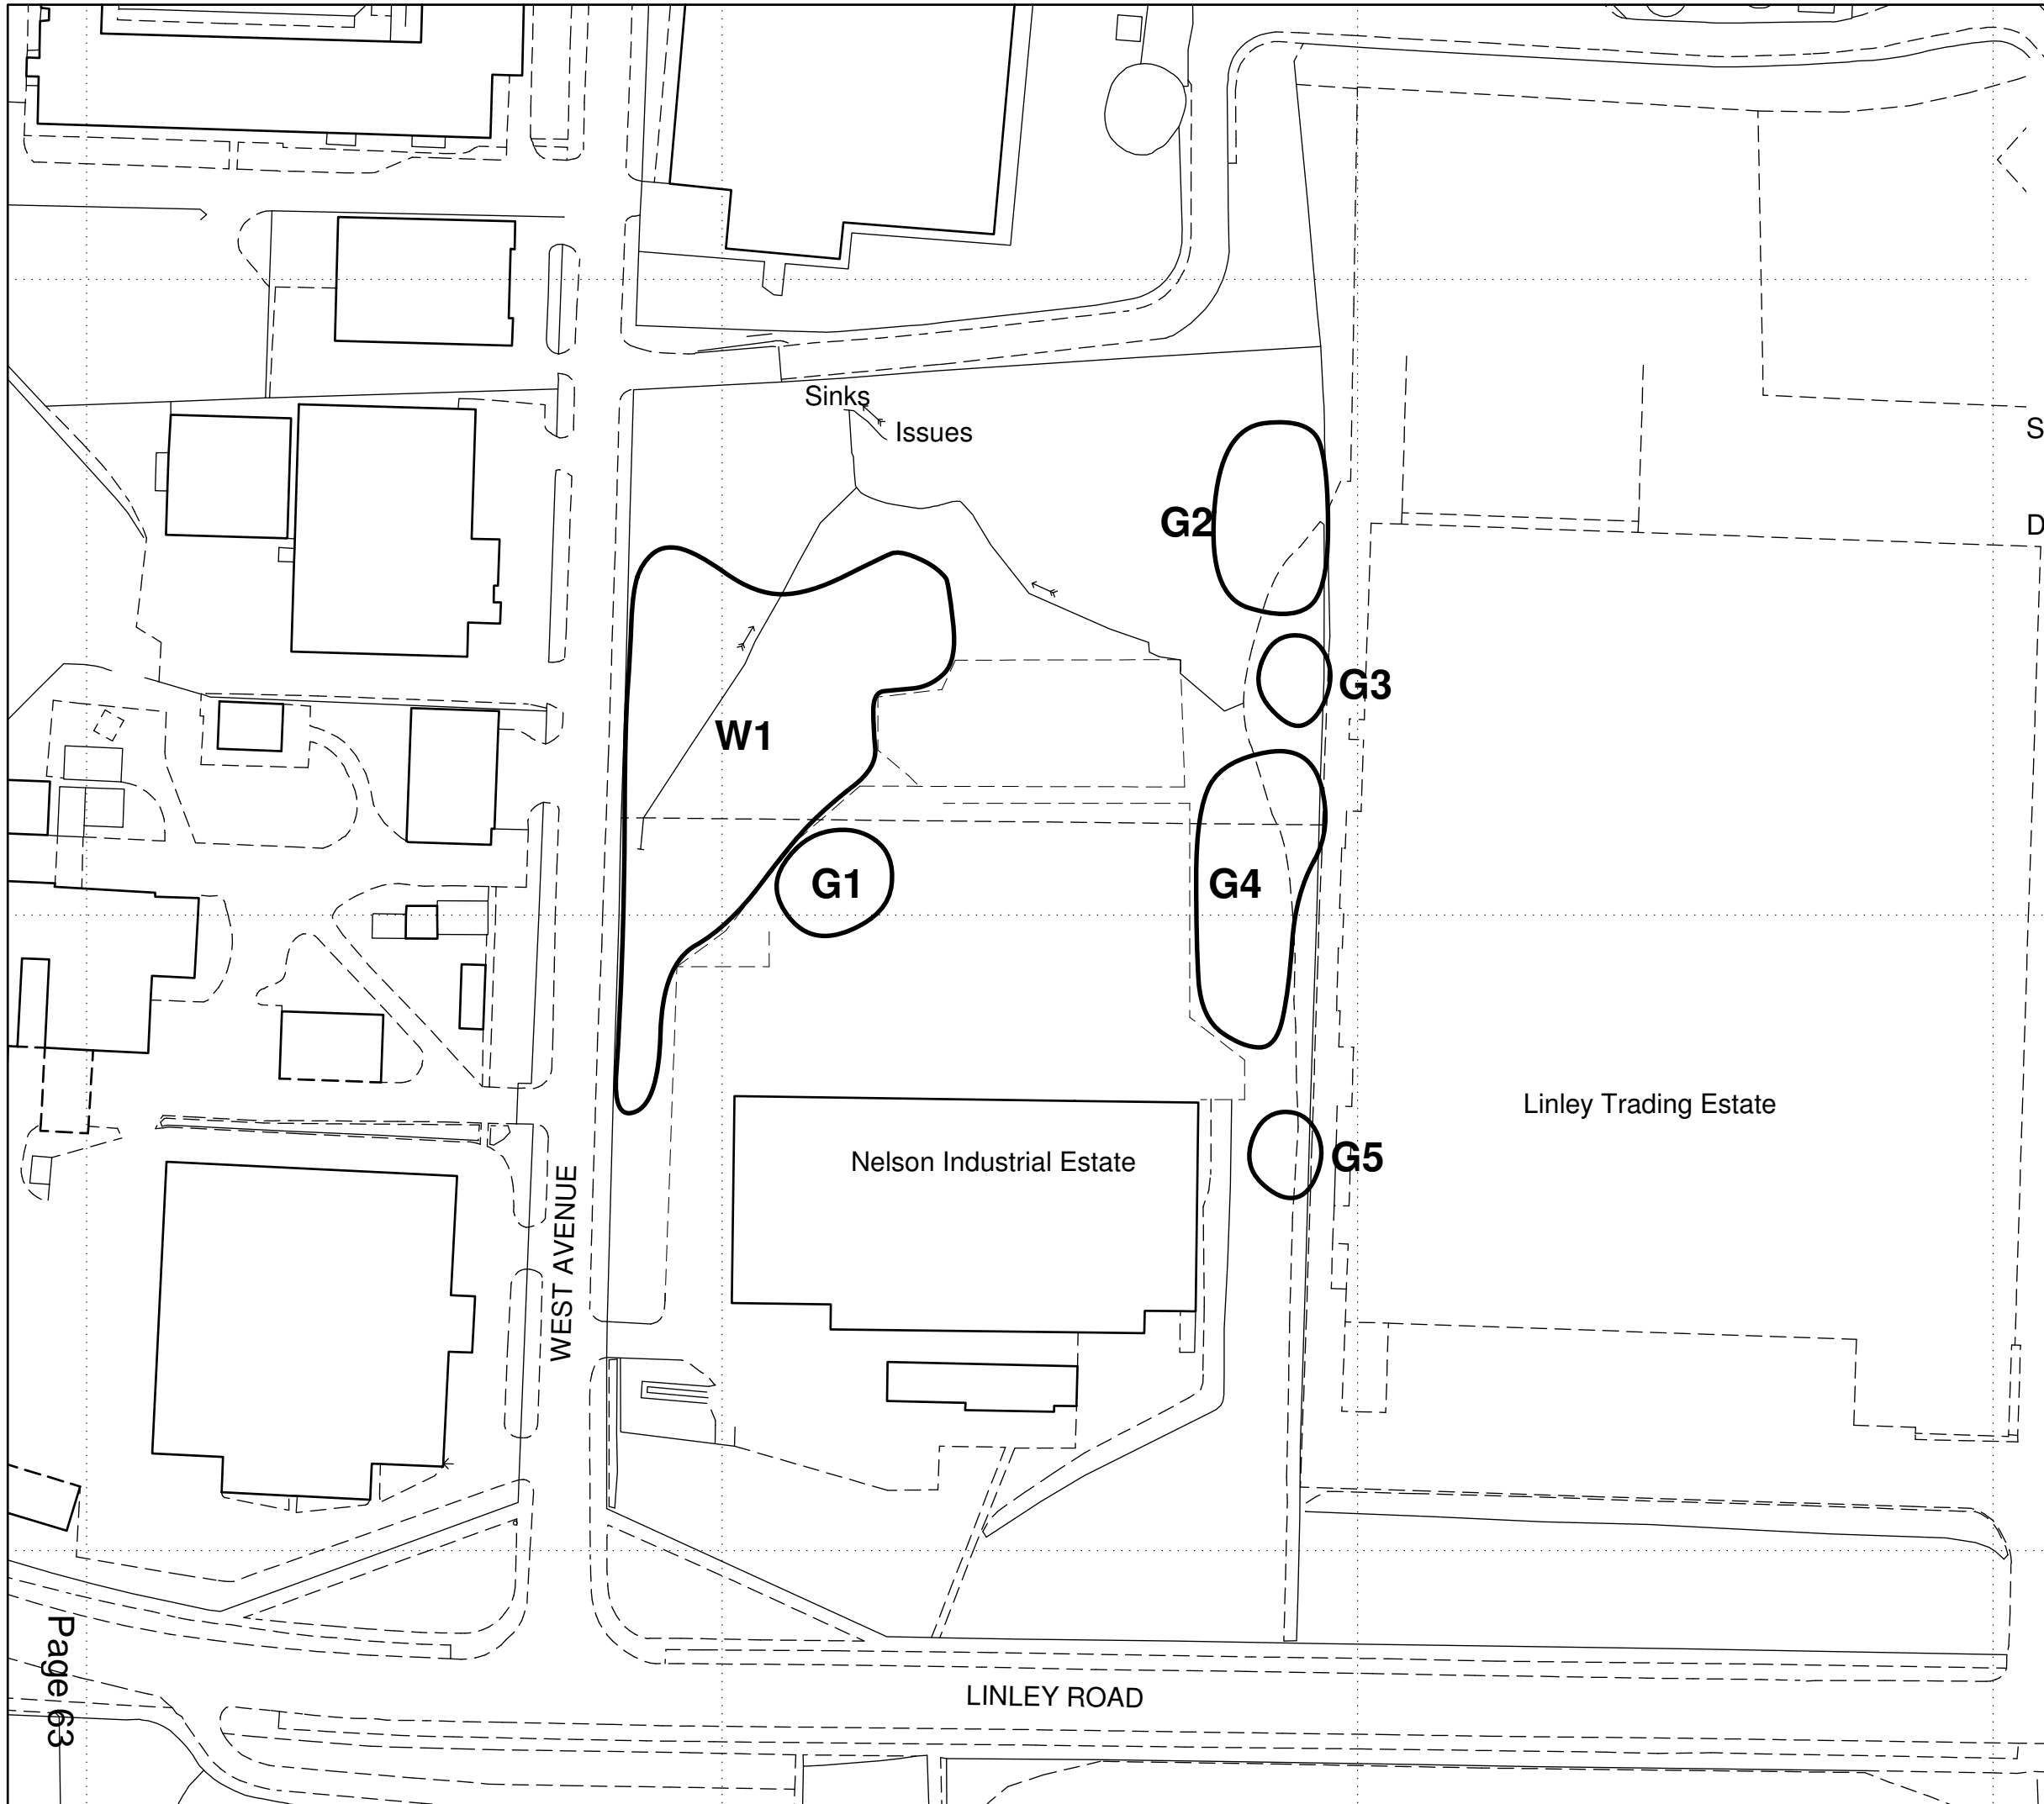 Sinks
Issues
S
G2
D
G3
W1
G1
G4
Linley Trading Estate
Nelson Industrial Estate
G5
WEST AVENUE
Page 63
LINLEY ROAD